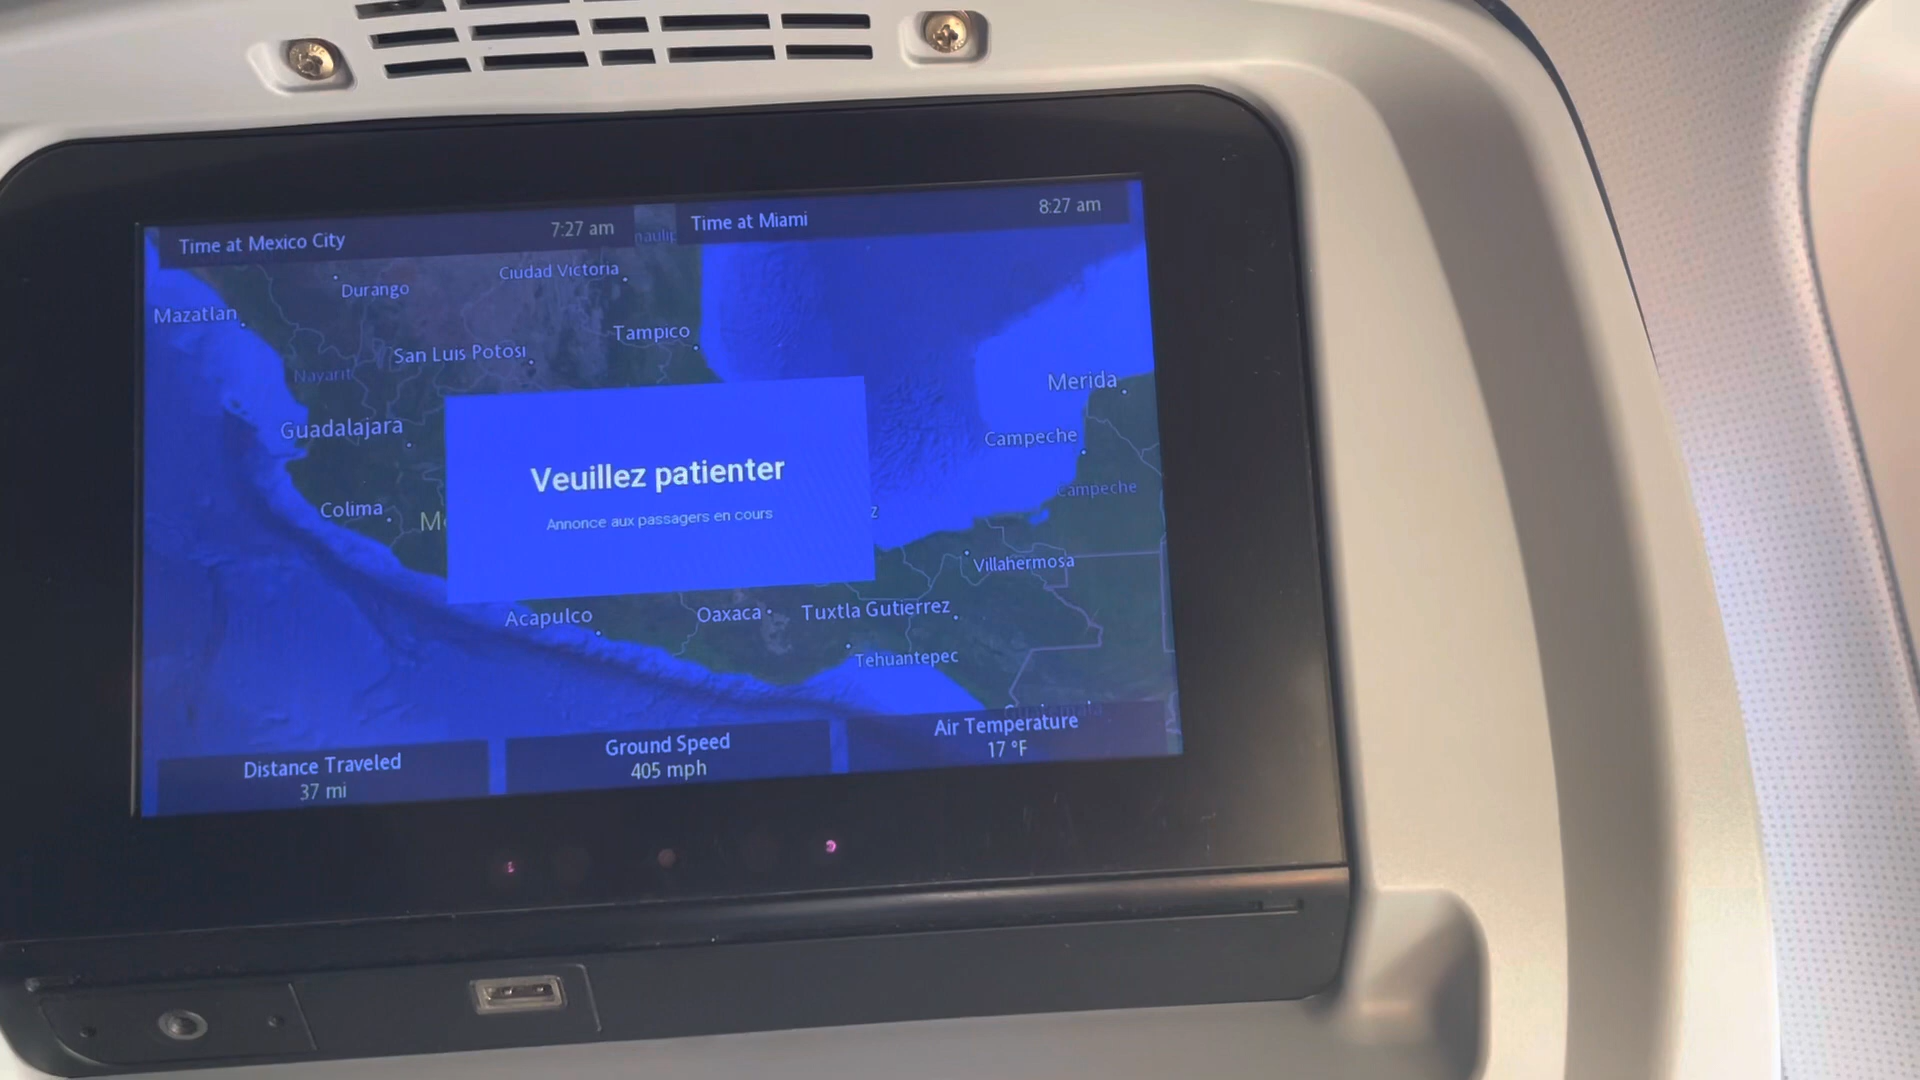 Time at Mexico City 7:27 am
Time at Miami 8:27 am
Durango
Ciudad Victoria
Mazatlan
Tampico
San Luis Potosi
Nayarit
Merida
Guadalajara
Campeche
Veuillez patienter
Campeche
Colima
Annonce aux passagers en cours
Villahermosa
Acapulco
Oaxaca
Tuxtla Gutierrez
Tehuantepec
Guatemala
Air Temperature
17 °F
Ground Speed
405 mph
Distance Traveled
37 mi